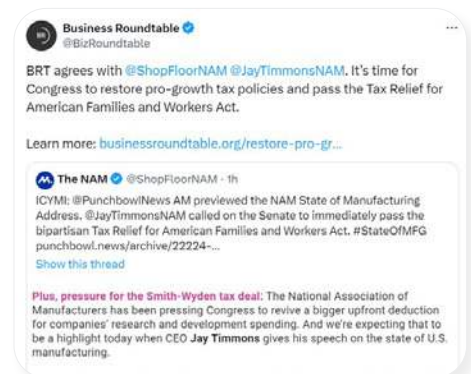 Business Roundtable
@BizRoundtable
BRT agrees with @ShopFloorNAM @JayTimmonsNAM. It's time for
Congress to restore pro-growth tax policies and pass the Tax Relief for
American Families and Workers Act.
Learn more: businessroundtable.org/restore-pro-gr...
The NAM @ShopFloorNAM · 1h
ICYMI: @PunchbowlNews AM previewed the NAM State of Manufacturing
Address. @JayTimmonsNAM called on the Senate to immediately pass the
bipartisan Tax Relief for American Families and Workers Act. #StateOfMFG
punchbowl.news/archive/22224-...
Show this thread
Plus, pressure for the Smith-Wyden tax deal: The National Association of
Manufacturers has been pressing Congress to revive a bigger upfront deduction
for companies' research and development spending. And we're expecting that to
be a highlight today when CEO Jay Timmons gives his speech on the state of U.S.
manufacturing.